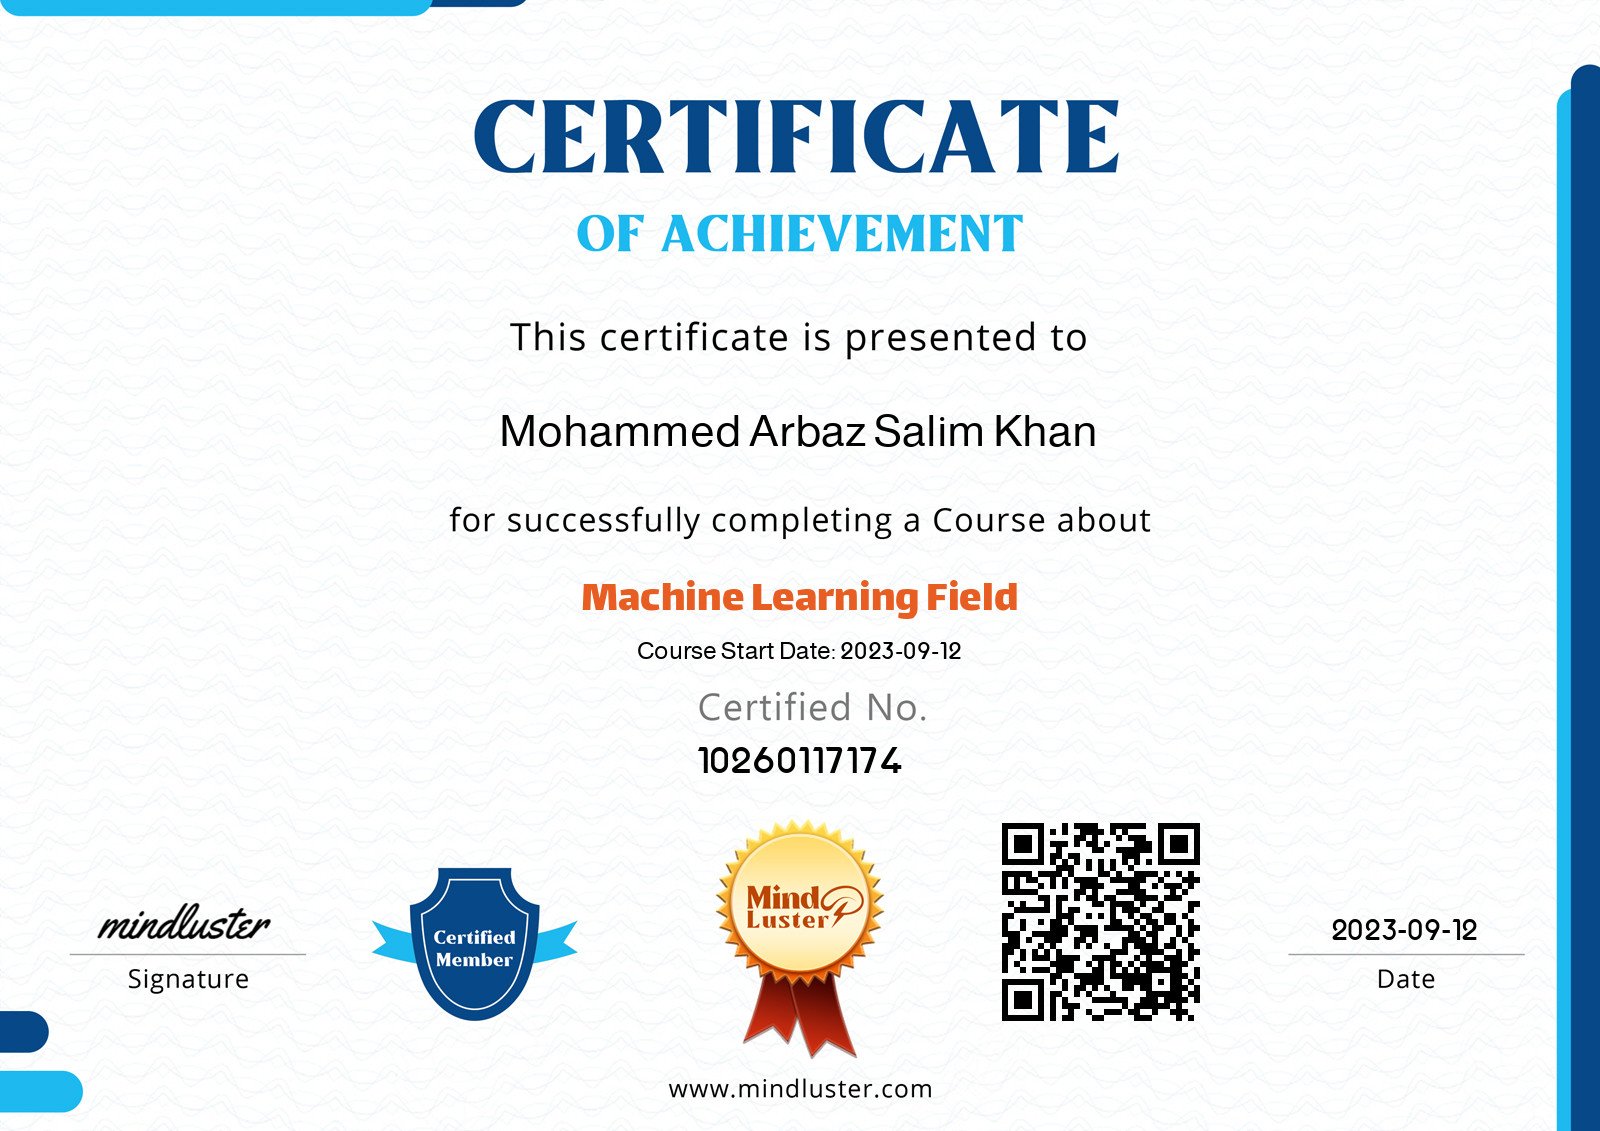 CERTIFICATE
OF ACHIEVEMENT
This certificate is presented to
Mohammed Arbaz Salim Khan
for successfully completing a Course about
Machine Learning Field
Course Start Date: 2023-09-12
Certified No.
10260117174
mindluster
Signature
Certified
Member
Mind
Luster
2023-09-12
Date
www.mindluster.com